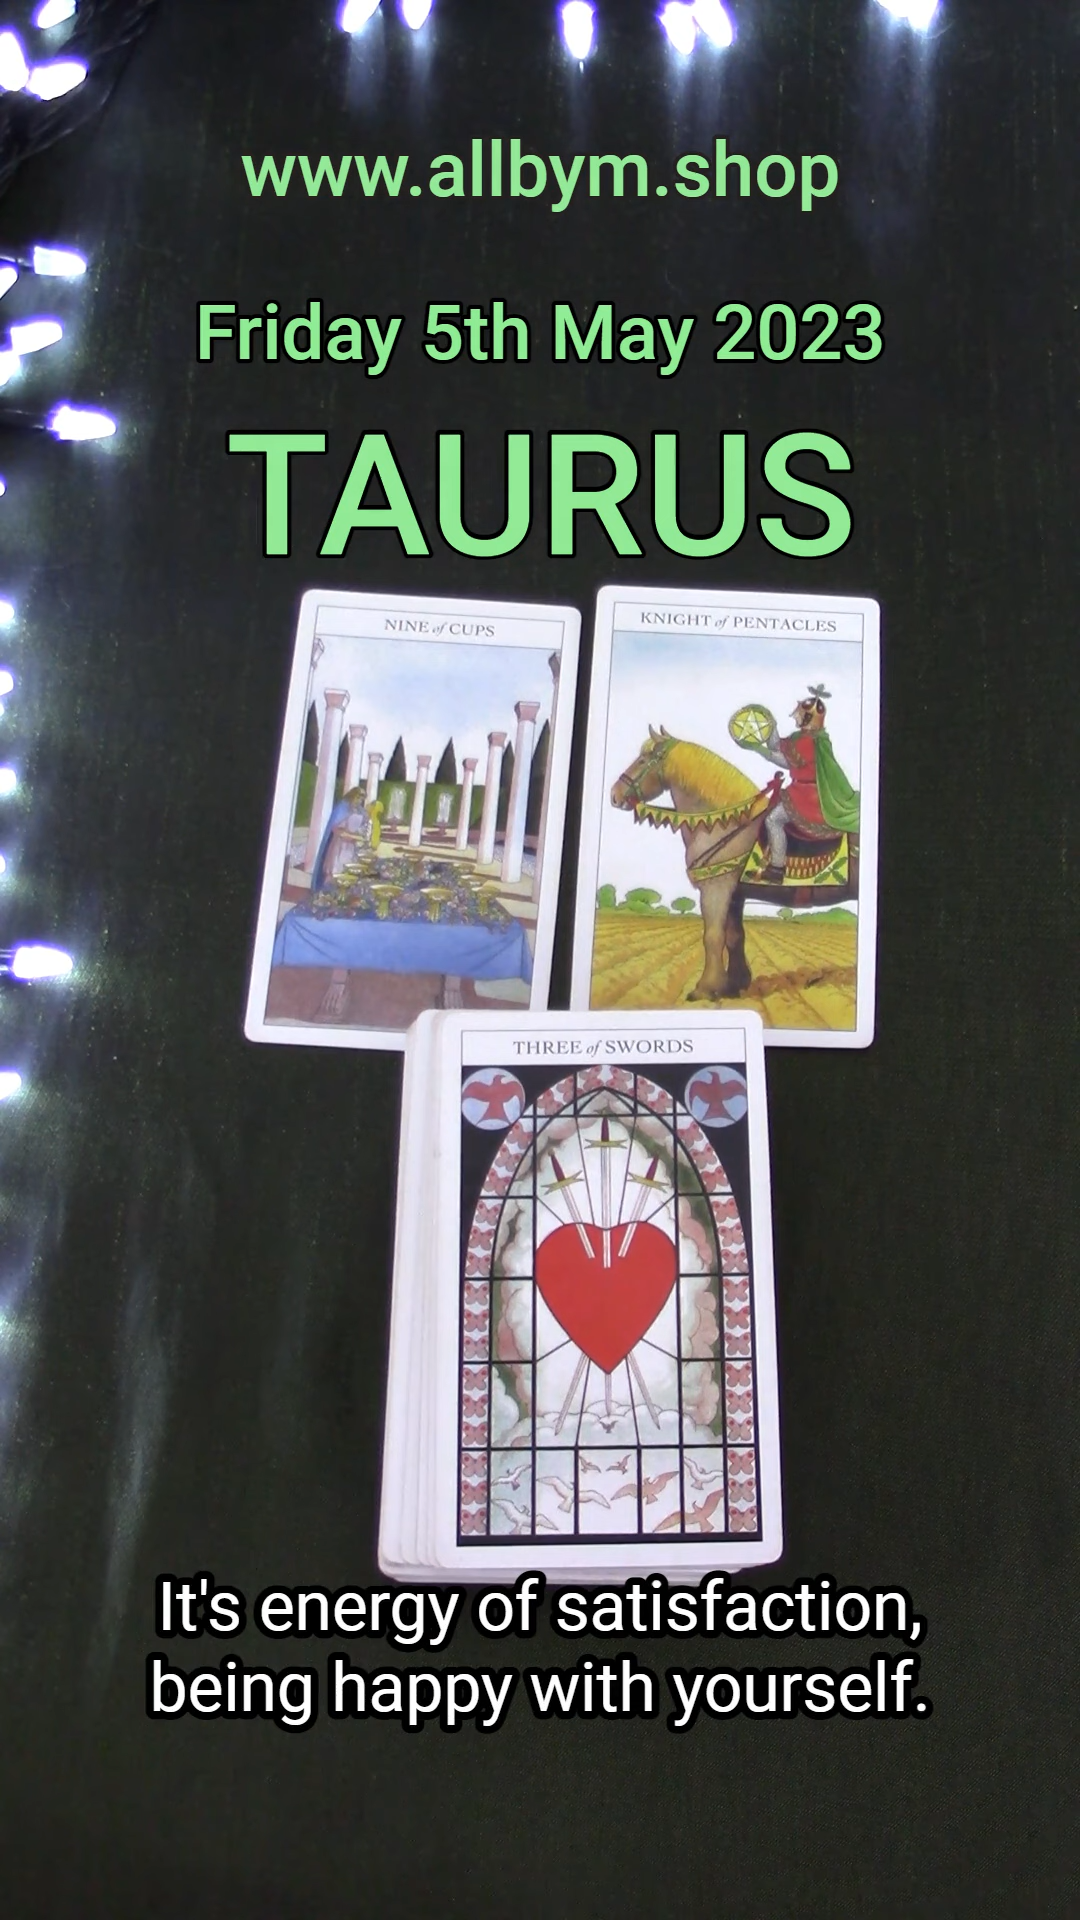 www.allbym.shop
Friday 5th May 2023
TAURUS
NINE of CUPS
KNIGHT of PENTACLES
THREE of SWORDS
It's energy of satisfaction,
being happy with yourself.